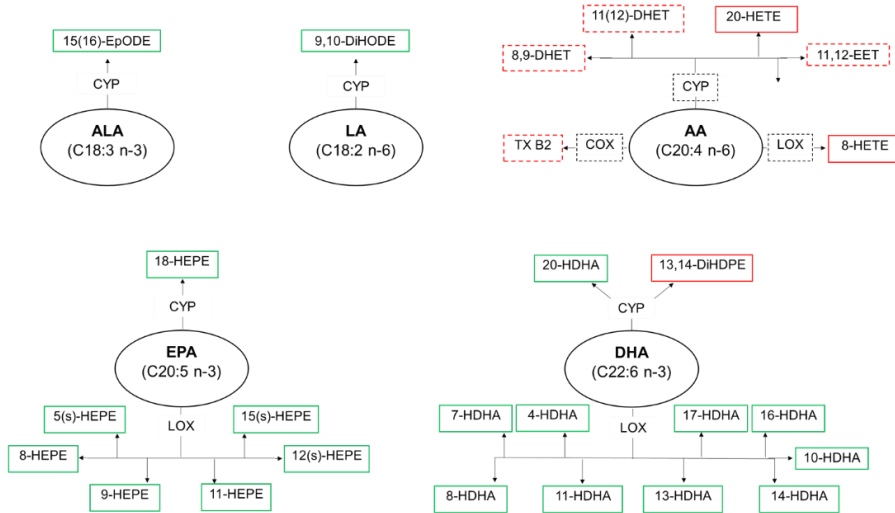 15(16)-EpODE
CYP
ALA
(C18:3 n-3)
9,10-DiHODE
CYP
LA
(C18:2 n-6)
11(12)-DHET
20-HETE
8,9-DHET
11,12-EET
CYP
AA
(C20:4 n-6)
TX B2
COX
LOX
8-HETE
18-HEPE
CYP
EPA
(C20:5 n-3)
5(s)-HEPE
15(s)-HEPE
LOX
8-HEPE
12(s)-HEPE
9-HEPE
11-HEPE
20-HDHA
13,14-DiHDPE
CYP
DHA
(C22:6 n-3)
7-HDHA
4-HDHA
17-HDHA
16-HDHA
LOX
10-HDHA
8-HDHA
11-HDHA
13-HDHA
14-HDHA